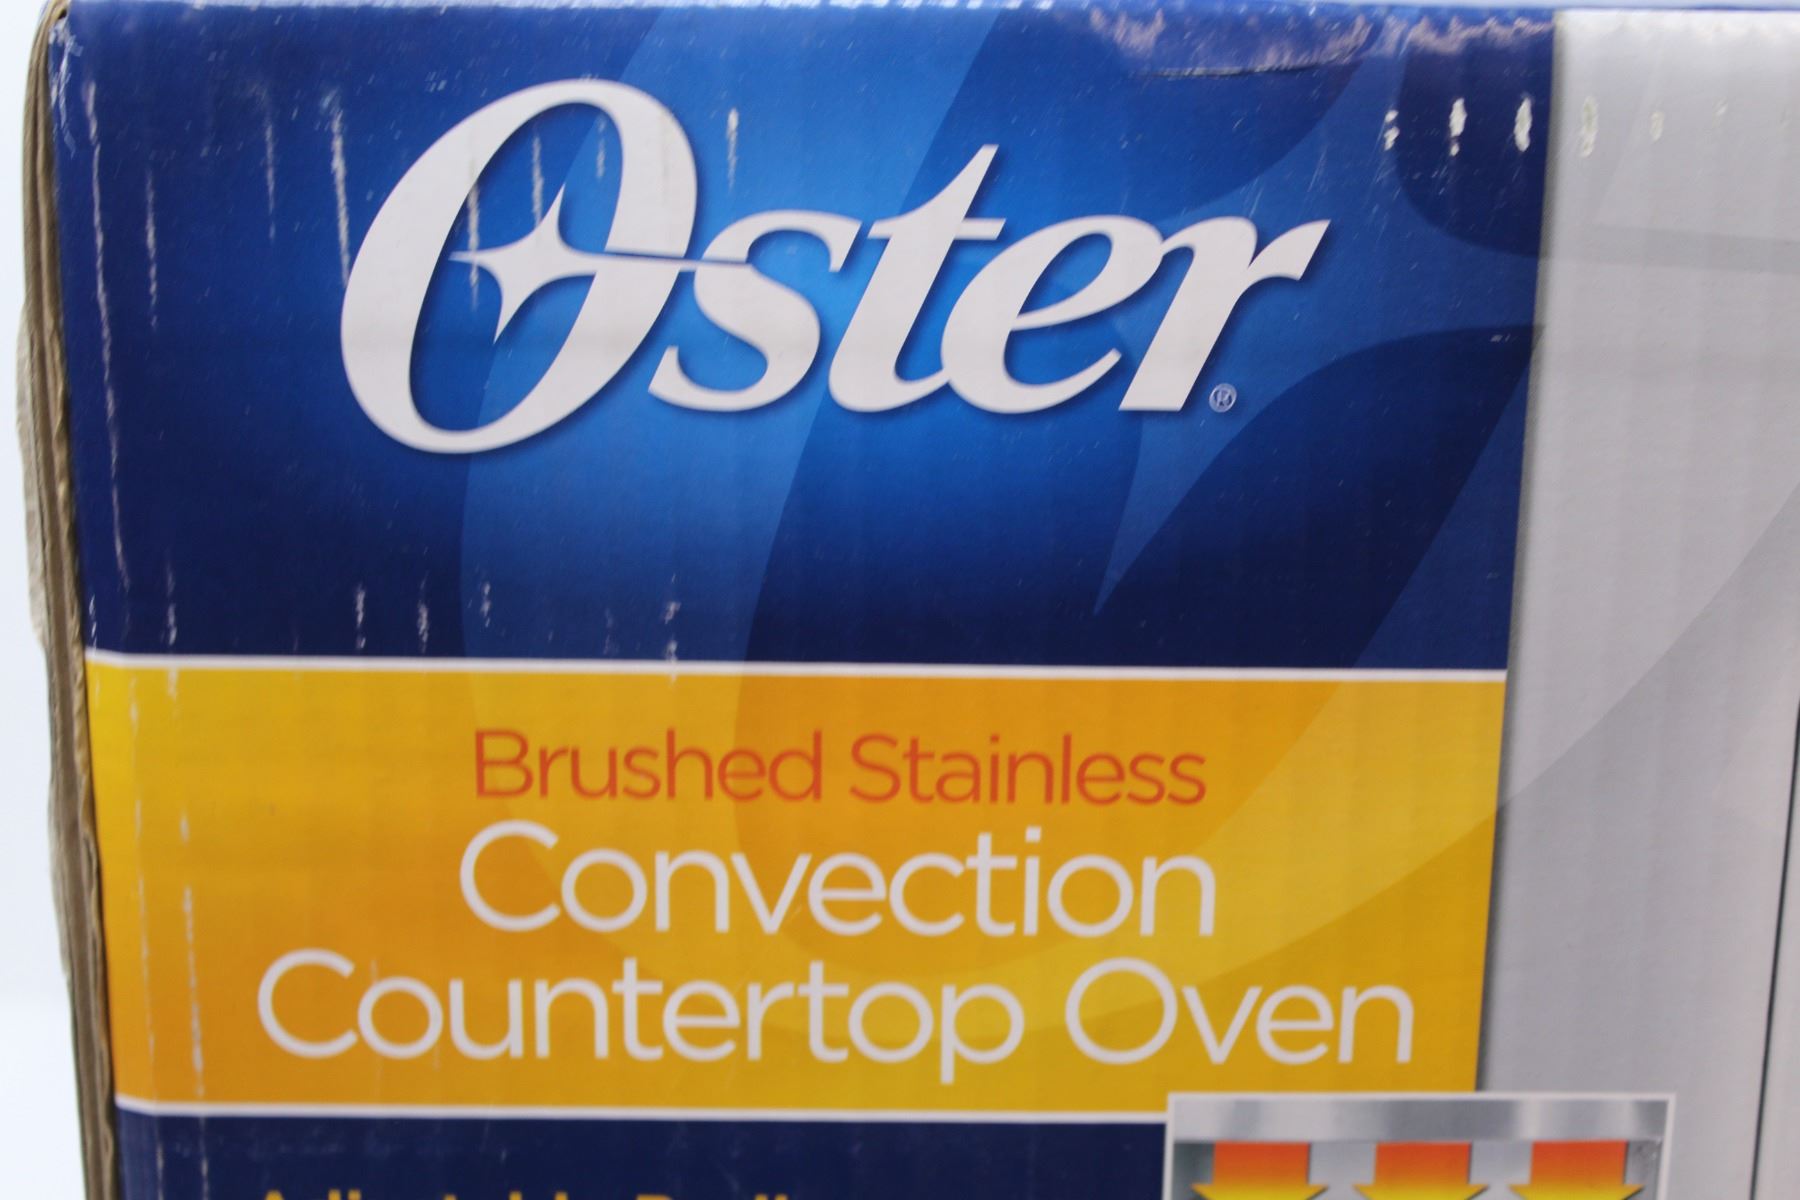 Oster®
Brushed Stainless
Convection
Countertop Oven